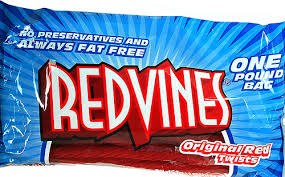 NO PRESERVATIVES AND
ALWAYS FAT FREE
REDVINES®
ONE
POUND
BAG
Original Red
Twists